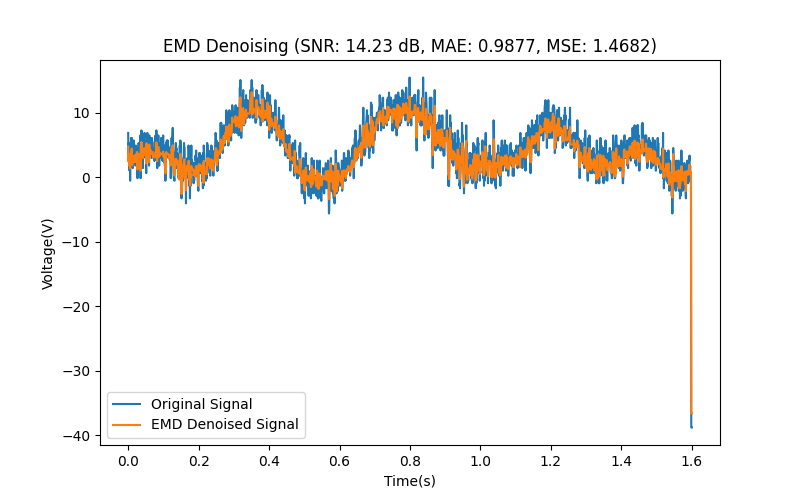 EMD Denoising (SNR: 14.23 dB, MAE: 0.9877, MSE: 1.4682)
10
0
−10
−20
−30
−40
Voltage(V)
Original Signal
EMD Denoised Signal
0.0 0.2 0.4 0.6 0.8 1.0 1.2 1.4 1.6
Time(s)